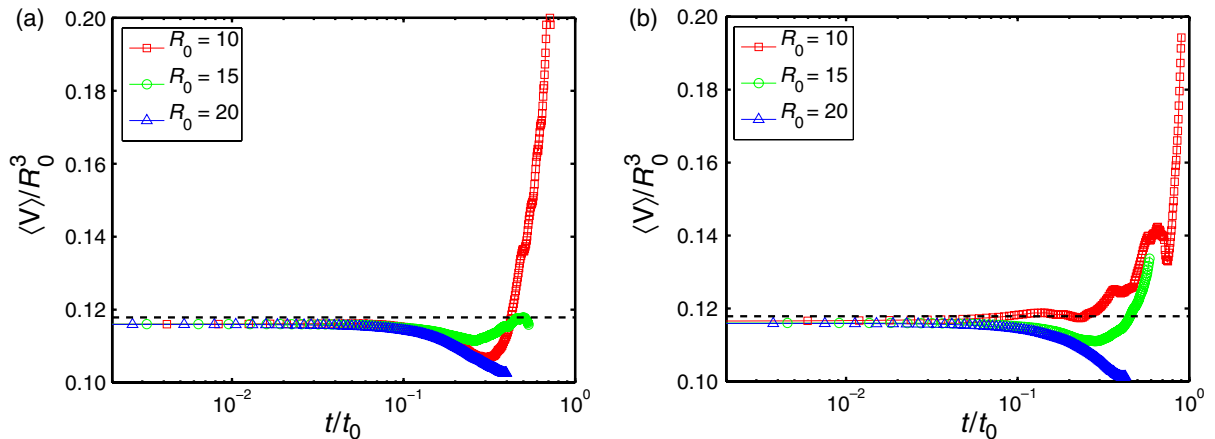 (a)
⟨V⟩/R₀³
0.20
0.18
0.16
0.14
0.12
0.10
R₀ = 10
R₀ = 15
R₀ = 20
10⁻²
10⁻¹
10⁰
t/t₀
(b)
⟨V⟩/R₀³
0.20
0.18
0.16
0.14
0.12
0.10
R₀ = 10
R₀ = 15
R₀ = 20
10⁻²
10⁻¹
10⁰
t/t₀